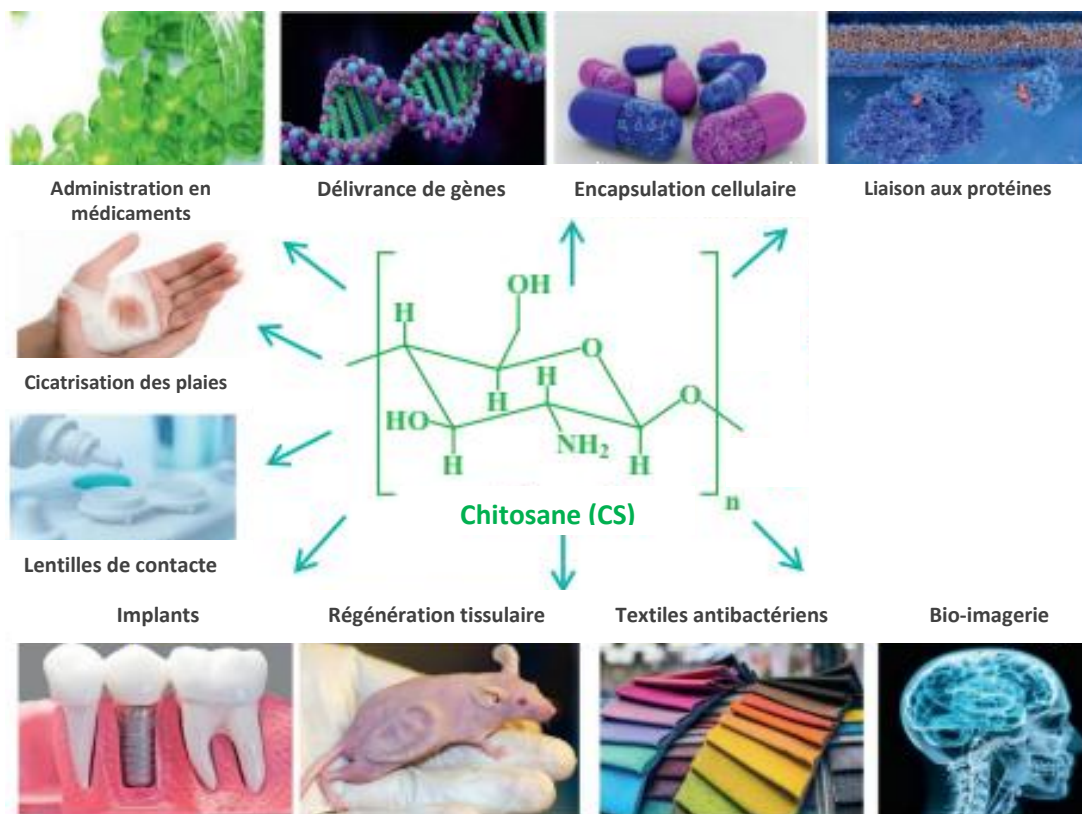 Administration en
médicaments
Délivrance de gènes
Encapsulation cellulaire
Liaison aux protéines
Cicatrisation des plaies
Lentilles de contacte
OH
H
O
H
H
O
HO
NH₂
H
H
n
Chitosane (CS)
Implants
Régénération tissulaire
Textiles antibactériens
Bio-imagerie